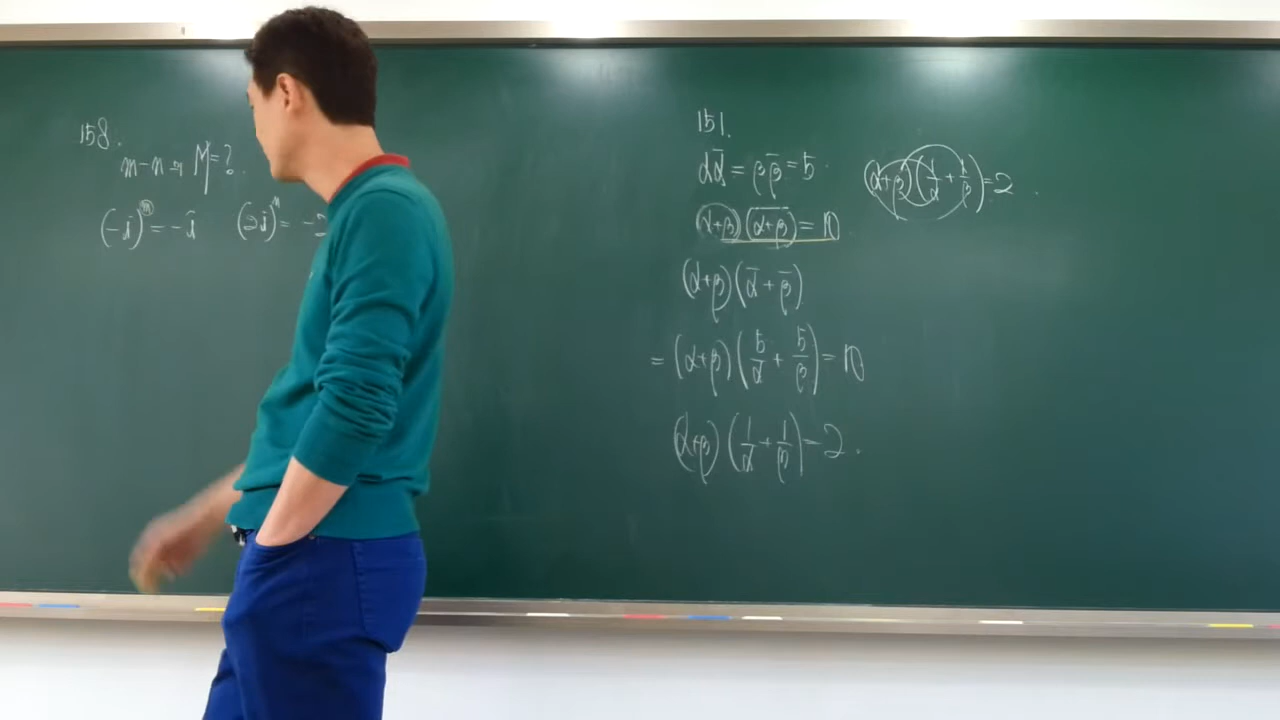 158.
m-n의 M=?
(-i)^m = -i (2i)^n = -2
151.
αᾱ = ββ̄ = 5.
(α+β)(\overline{α+β}) = 10
(α+β)(ᾱ+β̄)
= (α+β)(5/α + 5/β) = 10
(α+β)(1/α + 1/β) = 2.
(α+β)(1/α + 1/β) = 2.